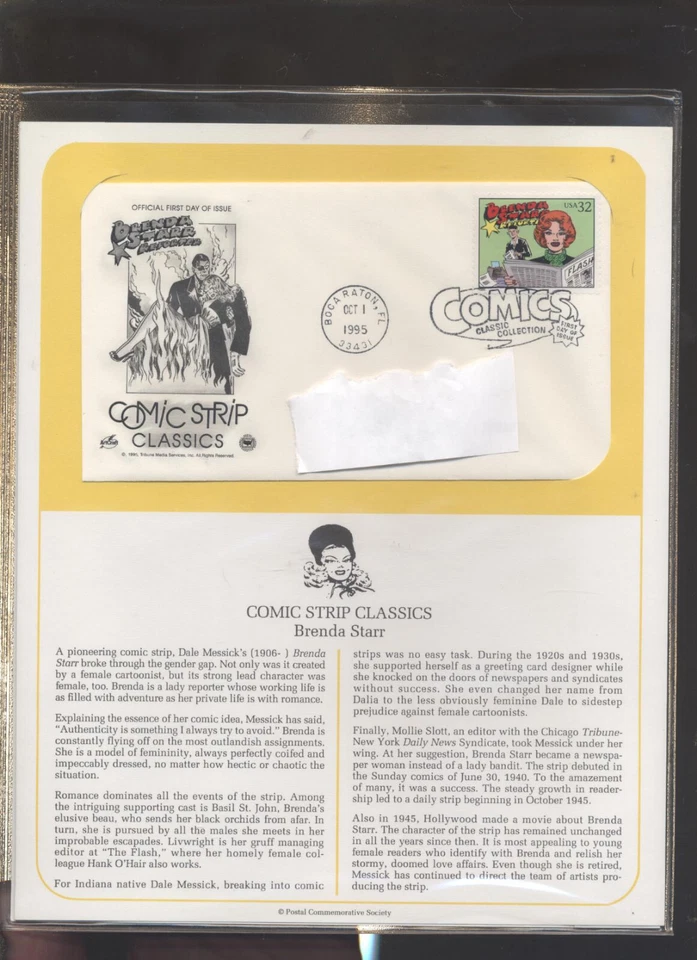 OFFICIAL FIRST DAY OF ISSUE
BRENDA
STARR
REPORTER
COMIC STRIP
CLASSICS
© 1995, Tribune Media Services, Inc. All Rights Reserved.
BOCA RATON, FL
OCT 1
1995
33431
BRENDA
STARR
REPORTER
USA32
FLASH
COMICS
CLASSIC
COLLECTION
FIRST
DAY OF
ISSUE
COMIC STRIP CLASSICS
Brenda Starr
A pioneering comic strip, Dale Messick's (1906- ) Brenda
Starr broke through the gender gap. Not only was it created
by a female cartoonist, but its strong lead character was
female, too. Brenda is a lady reporter whose working life is
as filled with adventure as her private life is with romance.
Explaining the essence of her comic idea, Messick has said,
"Authenticity is something I always try to avoid." Brenda is
constantly flying off on the most outlandish assignments.
She is a model of femininity, always perfectly coifed and
impeccably dressed, no matter how hectic or chaotic the
situation.
Romance dominates all the events of the strip. Among
the intriguing supporting cast is Basil St. John, Brenda's
elusive beau, who sends her black orchids from afar. In
turn, she is pursued by all the males she meets in her
improbable escapades. Livwright is her gruff managing
editor at "The Flash," where her homely female col-
league Hank O'Hair also works.
For Indiana native Dale Messick, breaking into comic
strips was no easy task. During the 1920s and 1930s,
she supported herself as a greeting card designer while
she knocked on the doors of newspapers and syndicates
without success. She even changed her name from
Dalia to the less obviously feminine Dale to sidestep
prejudice against female cartoonists.
Finally, Mollie Slott, an editor with the Chicago Tribune-
New York Daily News Syndicate, took Messick under her
wing. At her suggestion, Brenda Starr became a newspa-
per woman instead of a lady bandit. The strip debuted in
the Sunday comics of June 30, 1940. To the amazement
of many, it was a success. The steady growth in reader-
ship led to a daily strip beginning in October 1945.
Also in 1945, Hollywood made a movie about Brenda
Starr. The character of the strip has remained unchanged
in all the years since then. It is most appealing to young
female readers who identify with Brenda and relish her
stormy, doomed love affairs. Even though she is retired,
Messick has continued to direct the team of artists pro-
ducing the strip.
© Postal Commemorative Society